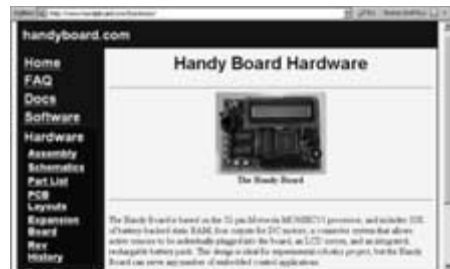 handyboard.com
Home
FAQ
Docs
Software
Hardware
Assembly
Schematics
Part List
PCB
Layouts
Expansion
Board
Rev
History
Handy Board Hardware
The Handy Board
The Handy Board is based on the 52-pin Motorola processor, and includes 32K
of battery-backed static RAM, four outputs for DC motors, a connector system that allows
active sensors to be individually plugged into the board, an LCD screen, and an integrated,
rechargeable battery pack. This design is ideal for experimental robotics project, but the Handy
Board can serve any number of embedded control applications.